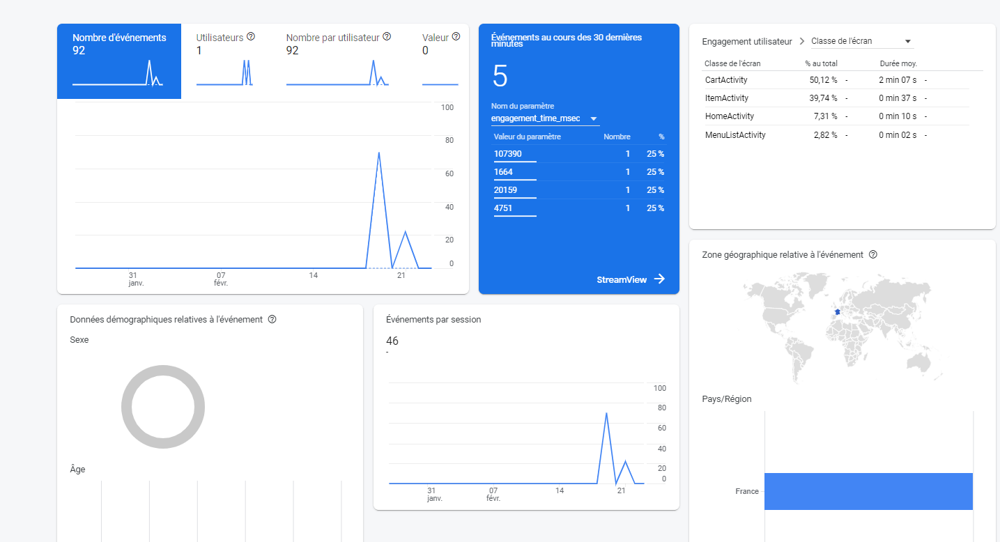 Nombre d'événements
92
Utilisateurs
1
Nombre par utilisateur
92
Valeur
0
100
80
60
40
20
0
31
janv.
07
févr.
14
21
Événements au cours des 30 dernières
minutes
5
Nom du paramètre
engagement_time_msec
Valeur du paramètre Nombre %
107390 1 25 %
1664 1 25 %
20159 1 25 %
4751 1 25 %
StreamView
Engagement utilisateur Classe de l'écran
Classe de l'écran % au total Durée moy.
CartActivity 50,12 % - 2 min 07 s -
ItemActivity 39,74 % - 0 min 37 s -
HomeActivity 7,31 % - 0 min 10 s -
MenuListActivity 2,82 % - 0 min 02 s -
Données démographiques relatives à l'événement
Sexe
Âge
Événements par session
46
-
100
80
60
40
20
0
31
janv.
07
févr.
14
21
Zone géographique relative à l'événement
Pays/Région
France